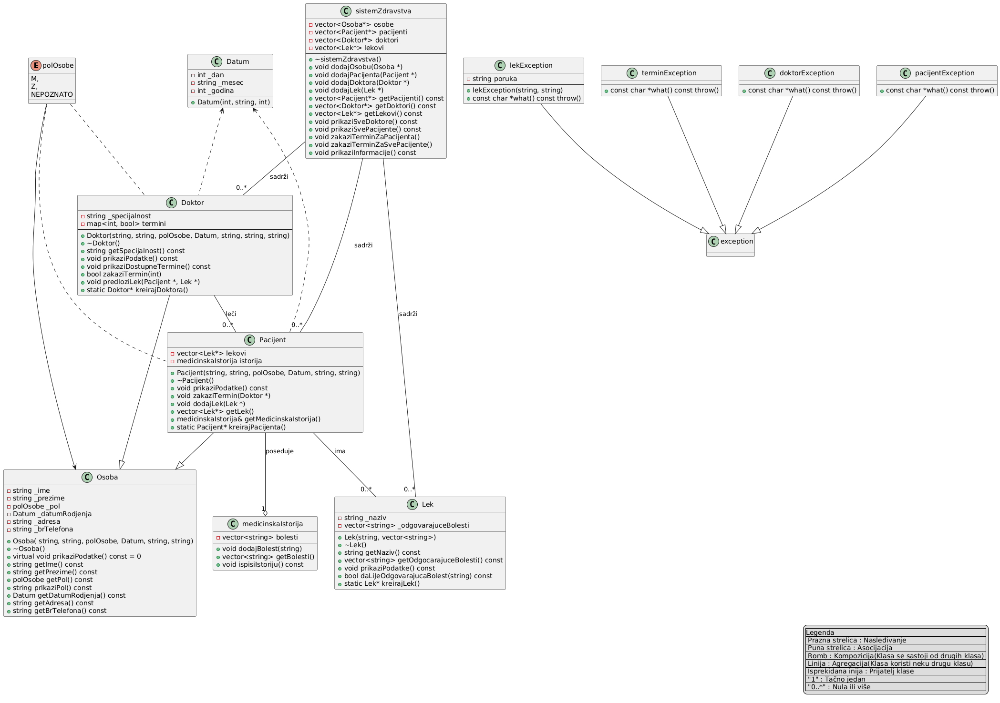 E polOsobe
M,
Z,
NEPOZNATO
C Datum
int _dan
string _mesec
int _godina
Datum(int, string, int)
C sistemZdravstva
vector<Osoba*> osobe
vector<Pacijent*> pacijenti
vector<Doktor*> doktori
vector<Lek*> lekovi
~sistemZdravstva()
void dodajOsobu(Osoba *)
void dodajPacijenta(Pacijent *)
void dodajDoktora(Doktor *)
void dodajLek(Lek *)
vector<Pacijent*> getPacijenti() const
vector<Doktor*> getDoktori() const
vector<Lek*> getLekovi() const
void prikaziSveDoktore() const
void prikaziSvePacijente() const
void zakaziTerminZaPacijenta()
void zakaziTerminZaSvePacijente()
void prikaziInformacije() const
C lekException
string poruka
lekException(string, string)
const char *what() const throw()
C terminException
const char *what() const throw()
C doktorException
const char *what() const throw()
C pacijentException
const char *what() const throw()
sadrži
0..*
C Doktor
string _specijalnost
map<int, bool> termini
Doktor(string, string, polOsobe, Datum, string, string, string)
~Doktor()
string getSpecijalnost() const
void prikaziPodatke() const
void prikaziDostupneTermine() const
bool zakaziTermin(int)
void predloziLek(Pacijent *, Lek *)
static Doktor* kreirajDoktora()
sadrži
C exception
leči
0..*
0..*
sadrži
C Pacijent
vector<Lek*> lekovi
medicinskaIstorija istorija
Pacijent(string, string, polOsobe, Datum, string, string)
~Pacijent()
void prikaziPodatke() const
void zakaziTermin(Doktor *)
void dodajLek(Lek *)
vector<Lek*> getLek()
medicinskaIstorija& getMedicinskaIstorija()
static Pacijent* kreirajPacijenta()
poseduje
ima
1
0..*
0..*
C Osoba
string _ime
string _prezime
polOsobe _pol
Datum _datumRodjenja
string _adresa
string _brTelefona
Osoba( string, string, polOsobe, Datum, string, string)
~Osoba()
virtual void prikaziPodatke() const = 0
string getIme() const
string getPrezime() const
polOsobe getPol() const
string prikaziPol() const
Datum getDatumRodjenja() const
string getAdresa() const
string getBrTelefona() const
C medicinskaIstorija
vector<string> bolesti
void dodajBolest(string)
vector<string> getBolesti()
void ispisiIstoriju() const
C Lek
string _naziv
vector<string> _odgovarajuceBolesti
Lek(string, vector<string>)
~Lek()
string getNaziv() const
vector<string> getOdgocarajuceBolesti() const
void prikaziPodatke() const
bool daLiJeOdgovarajucaBolest(string) const
static Lek* kreirajLek()
Legenda
Prazna strelica : Nasleđivanje
Puna strelica : Asocijacija
Romb : Kompozicija(Klasa se sastoji od drugih klasa)
Linija : Agregacija(Klasa koristi neku drugu klasu)
Isprekidana inija : Prijatelj klase
"1" : Tačno jedan
"0..*" : Nula ili više